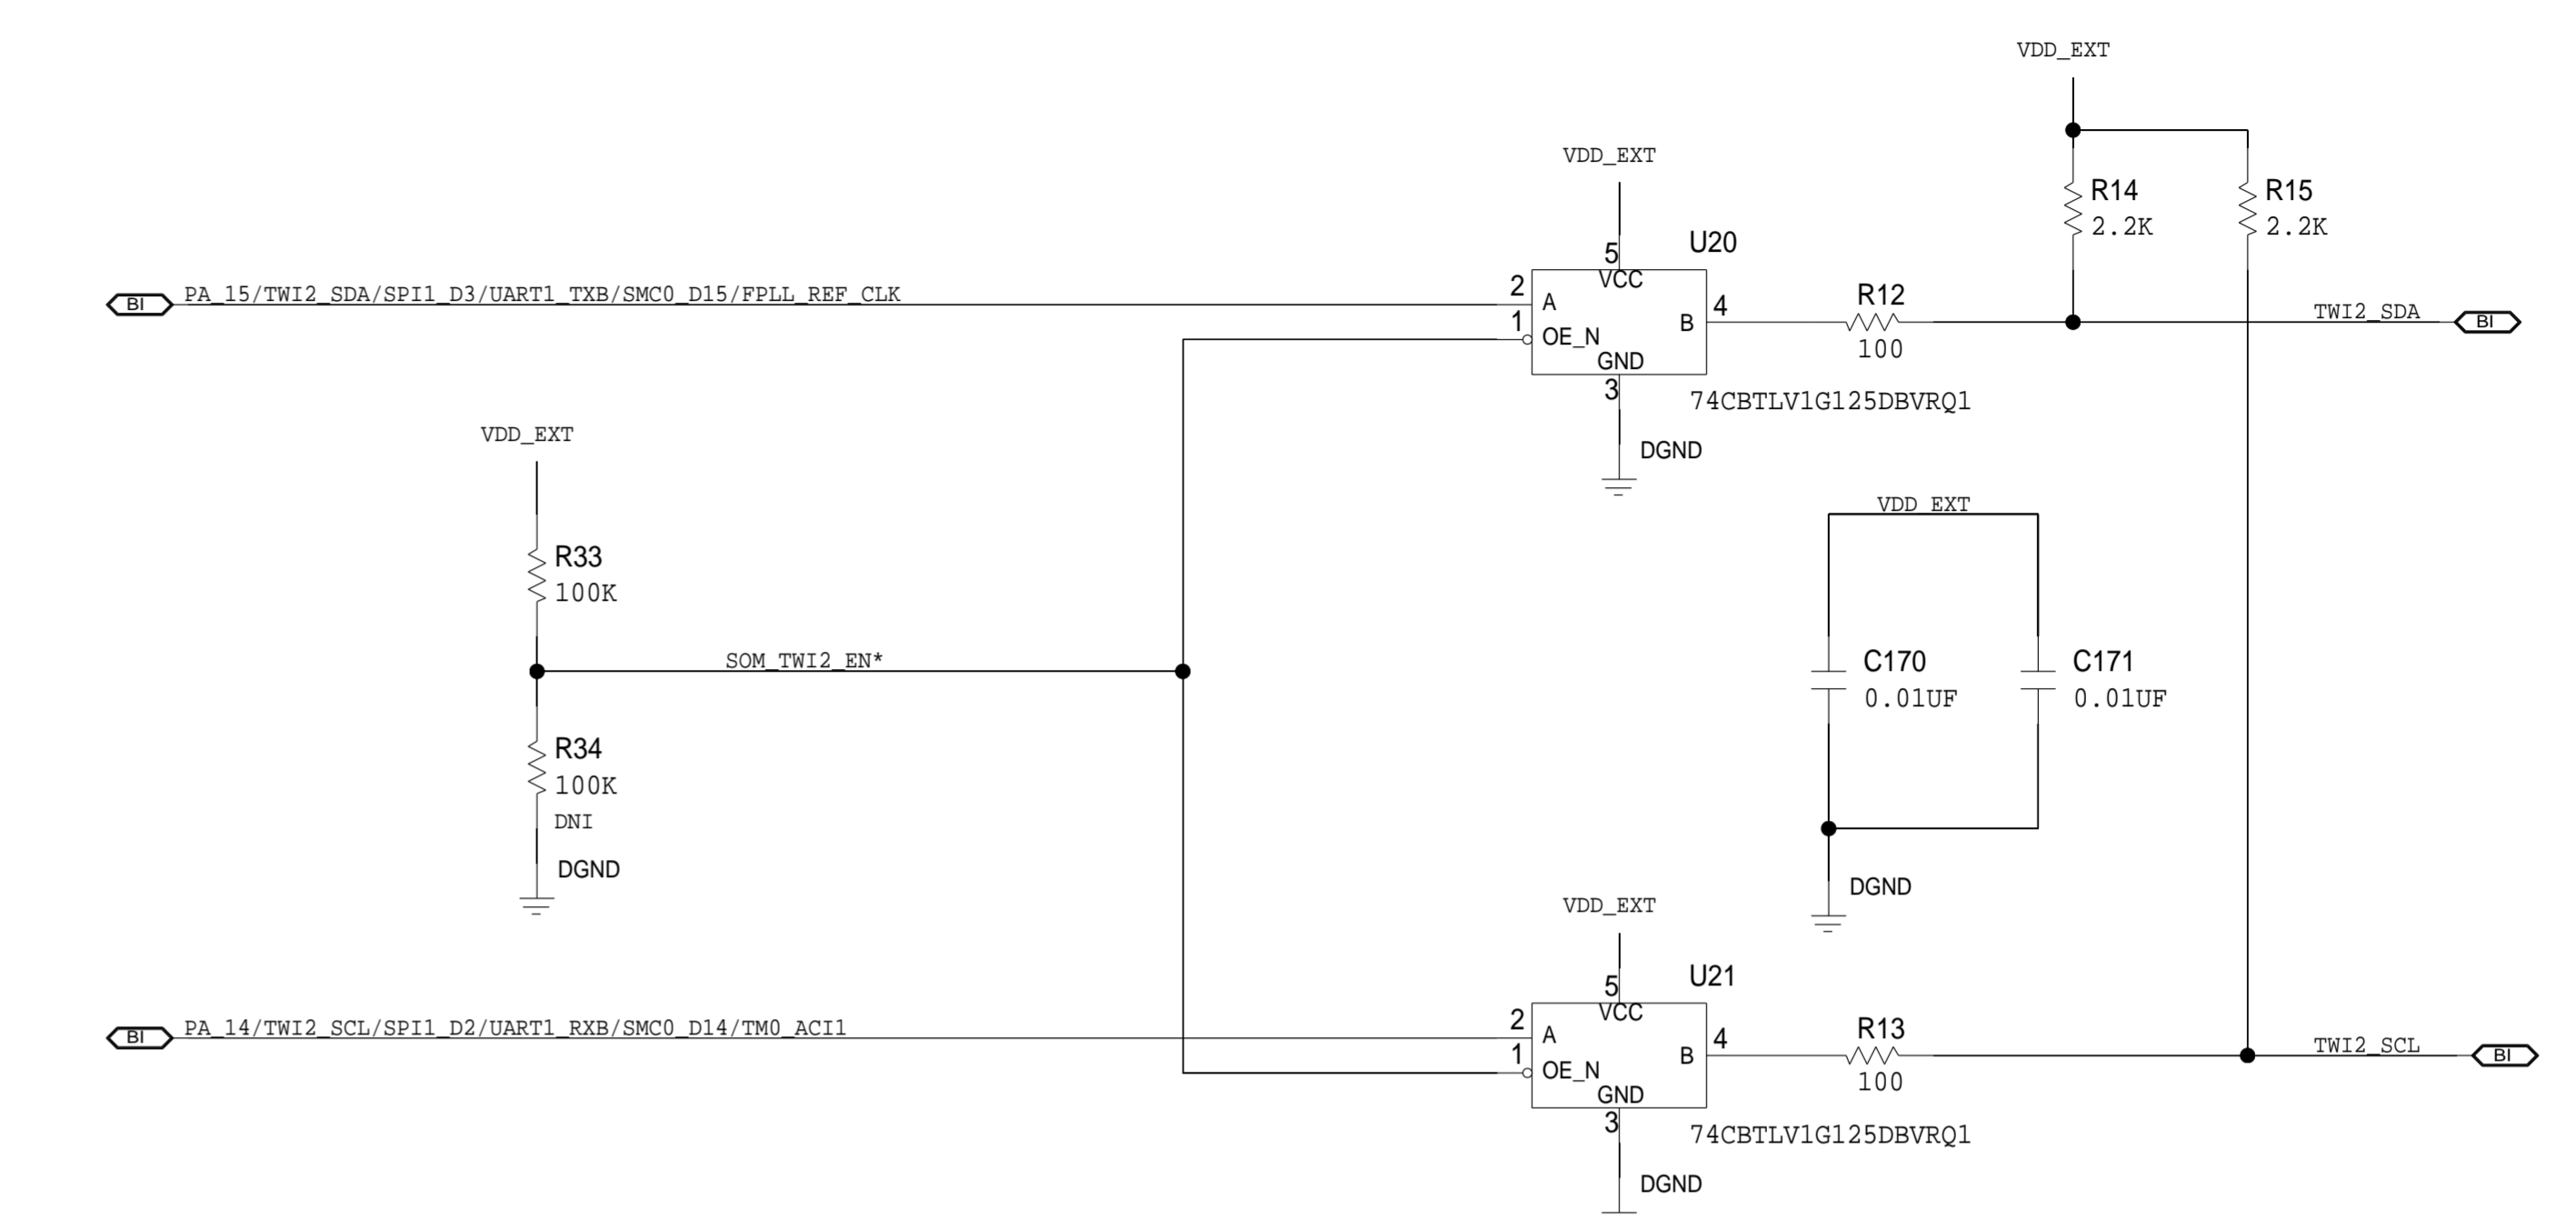 VDD_EXT
VDD_EXT
R14
2.2K
R15
2.2K
U20
5
VCC
BI
PA_15/TWI2_SDA/SPI1_D3/UART1_TXB/SMC0_D15/FPLL_REF_CLK
2
A
1
OE_N
B
4
GND
3
R12
100
TWI2_SDA
BI
74CBTLV1G125DBVRQ1
DGND
VDD_EXT
R33
100K
SOM_TWI2_EN*
R34
100K
DNI
DGND
VDD_EXT
C170
0.01UF
C171
0.01UF
DGND
VDD_EXT
U21
5
VCC
BI
PA_14/TWI2_SCL/SPI1_D2/UART1_RXB/SMC0_D14/TM0_ACI1
2
A
1
OE_N
B
4
GND
3
R13
100
TWI2_SCL
BI
74CBTLV1G125DBVRQ1
DGND